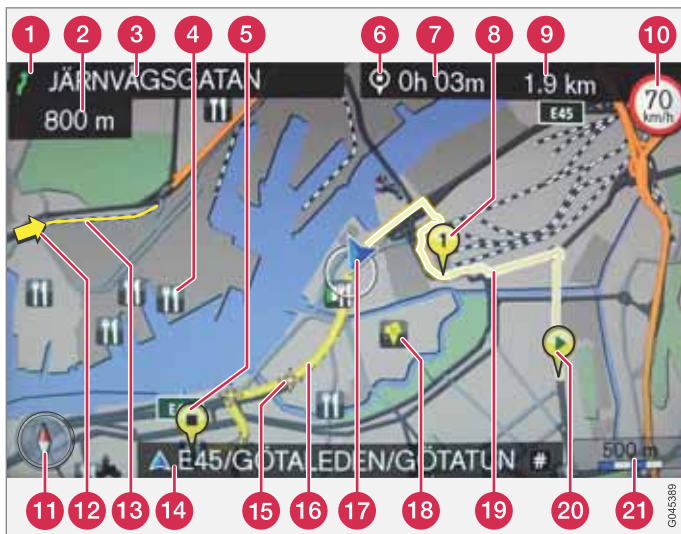 1 2 3 4 5 6 7 8 9 10
JÄRNVÄGSGATAN
0h 03m
1.9 km
70
km/h
800 m
E45
1
E
E45/GÖTALEDEN/GÖTATUN #
500 m
11 12 13 14 15 16 17 18 19 20 21
G045389